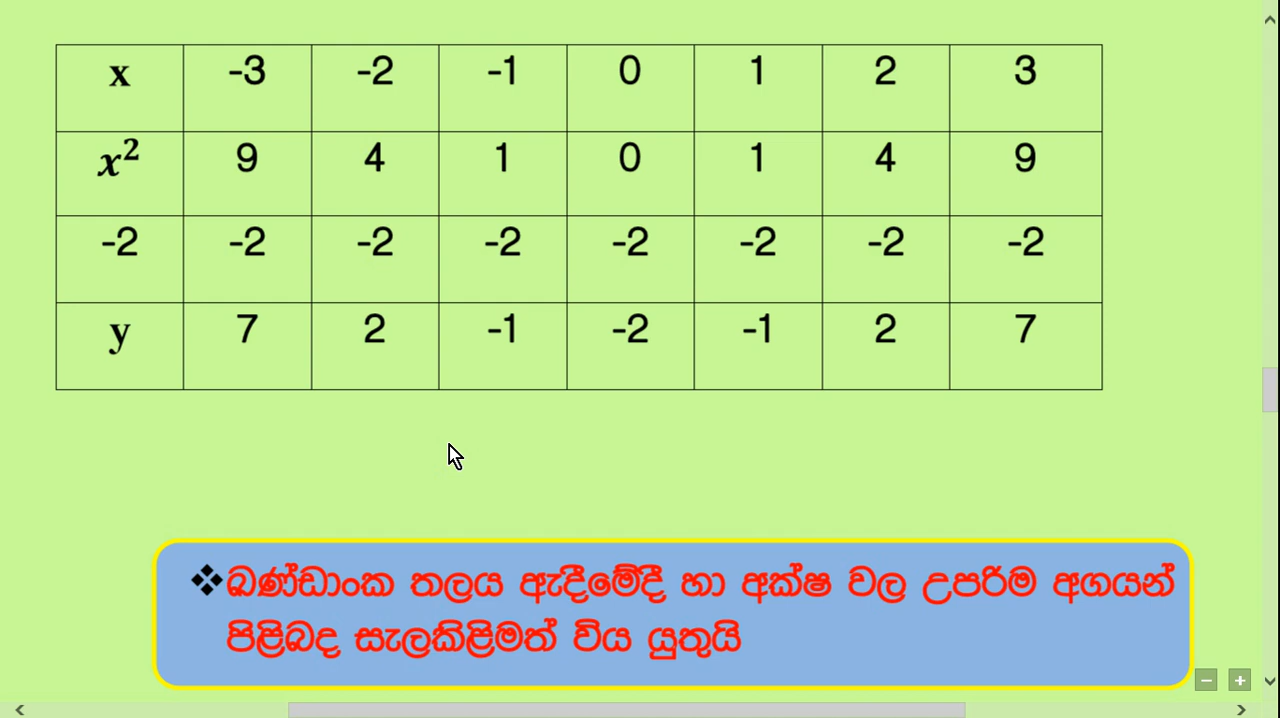 x -3 -2 -1 0 1 2 3
x² 9 4 1 0 1 4 9
-2 -2 -2 -2 -2 -2 -2 -2
y 7 2 -1 -2 -1 2 7
❖ඛණ්ඩාංක තලය ඇදීමේදී හා අක්ෂ වල උපරිම අගයන්
පිළිබද සැලකිළිමත් විය යුතුයි